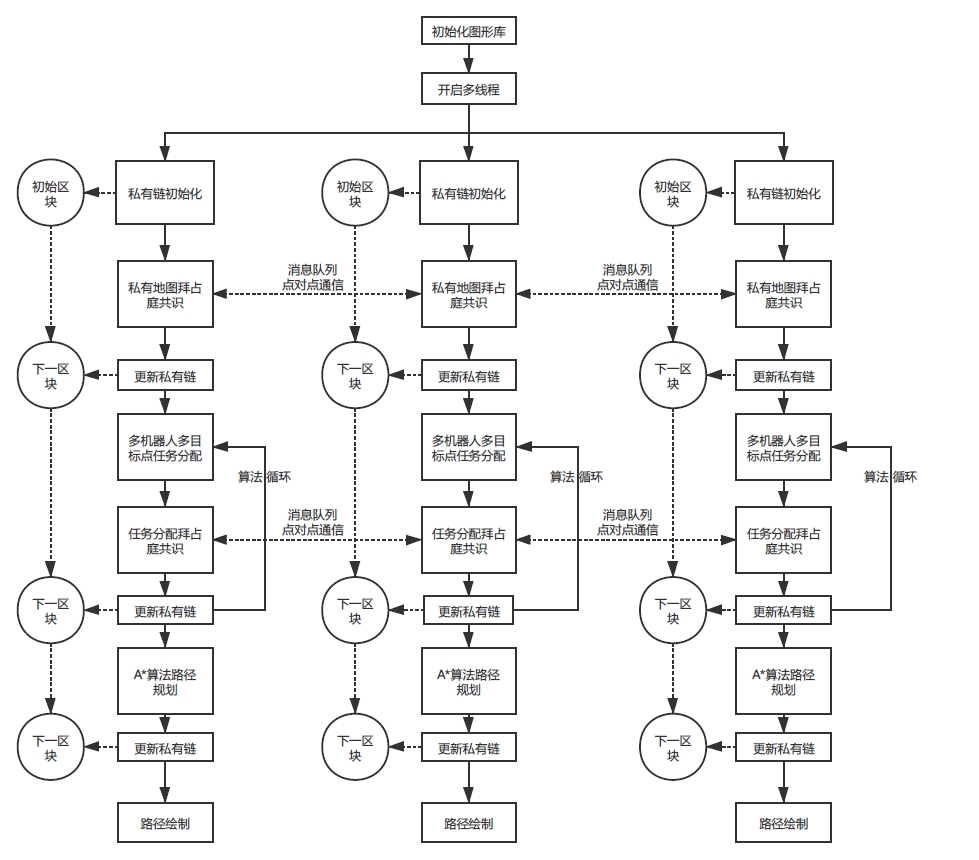 初始化图形库
开启多线程
初始区
块
私有链初始化
初始区
块
私有链初始化
初始区
块
私有链初始化
私有地图拜占
庭共识
消息队列
点对点通信
私有地图拜占
庭共识
消息队列
点对点通信
私有地图拜占
庭共识
下一区
块
更新私有链
下一区
块
更新私有链
下一区
块
更新私有链
多机器人多目
标点任务分配
算法 循环
多机器人多目
标点任务分配
算法 循环
多机器人多目
标点任务分配
算法 循环
任务分配拜占
庭共识
消息队列
点对点通信
任务分配拜占
庭共识
消息队列
点对点通信
任务分配拜占
庭共识
下一区
块
更新私有链
下一区
块
更新私有链
下一区
块
更新私有链
A*算法路径
规划
A*算法路径
规划
A*算法路径
规划
下一区
块
更新私有链
下一区
块
更新私有链
下一区
块
更新私有链
路径绘制
路径绘制
路径绘制